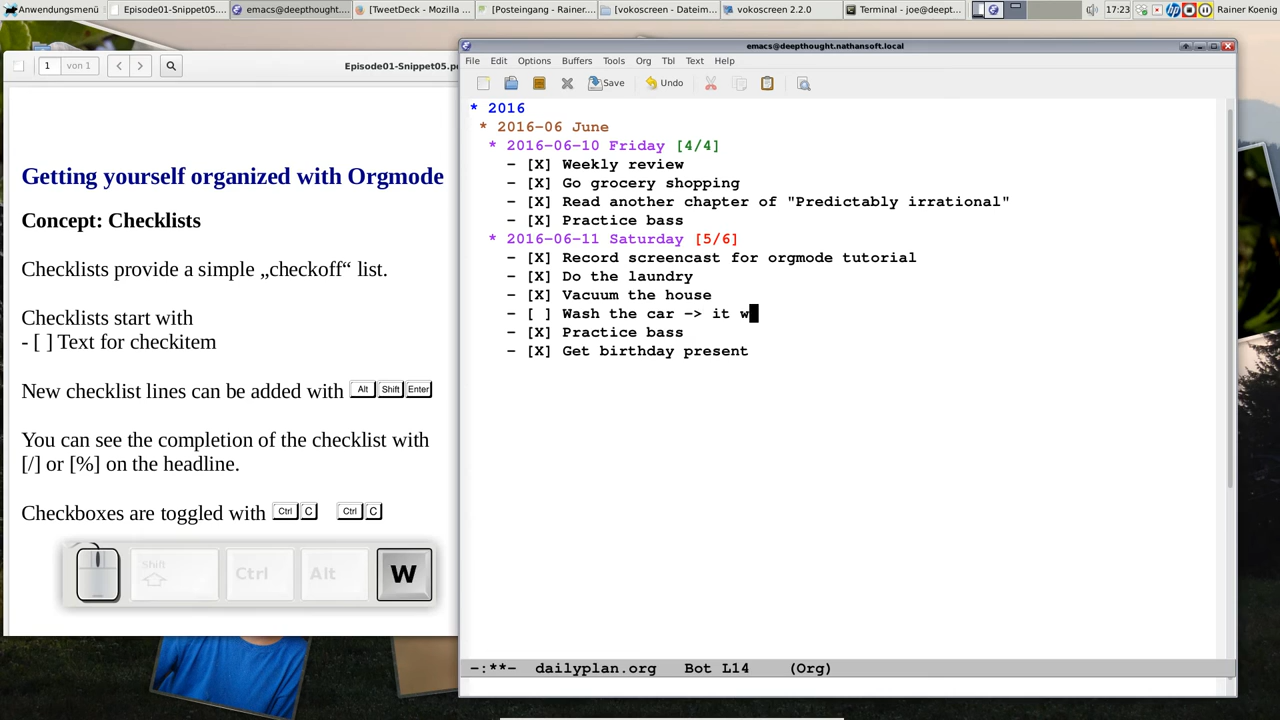 Anwendungsmenü
Episode01-Snippet05....
emacs@deepthought....
[TweetDeck - Mozilla ...
[Posteingang - Rainer....
[vokoscreen - Dateim...
vokoscreen 2.2.0
Terminal - joe@deept...
17:23
Rainer Koenig
1 von 1
Episode01-Snippet05.p
Getting yourself organized with Orgmode
Concept: Checklists
Checklists provide a simple „checkoff“ list.
Checklists start with
- [ ] Text for checkitem
New checklist lines can be added with Alt Shift Enter
You can see the completion of the checklist with
[/] or [%] on the headline.
Checkboxes are toggled with Ctrl C Ctrl C
Shift Ctrl Alt W
emacs@deepthought.nathansoft.local
File Edit Options Buffers Tools Org Tbl Text Help
Save Undo
* 2016
* 2016-06 June
* 2016-06-10 Friday [4/4]
- [X] Weekly review
- [X] Go grocery shopping
- [X] Read another chapter of "Predictably irrational"
- [X] Practice bass
* 2016-06-11 Saturday [5/6]
- [X] Record screencast for orgmode tutorial
- [X] Do the laundry
- [X] Vacuum the house
- [ ] Wash the car -> it w
- [X] Practice bass
- [X] Get birthday present
-:**- dailyplan.org Bot L14 (Org)